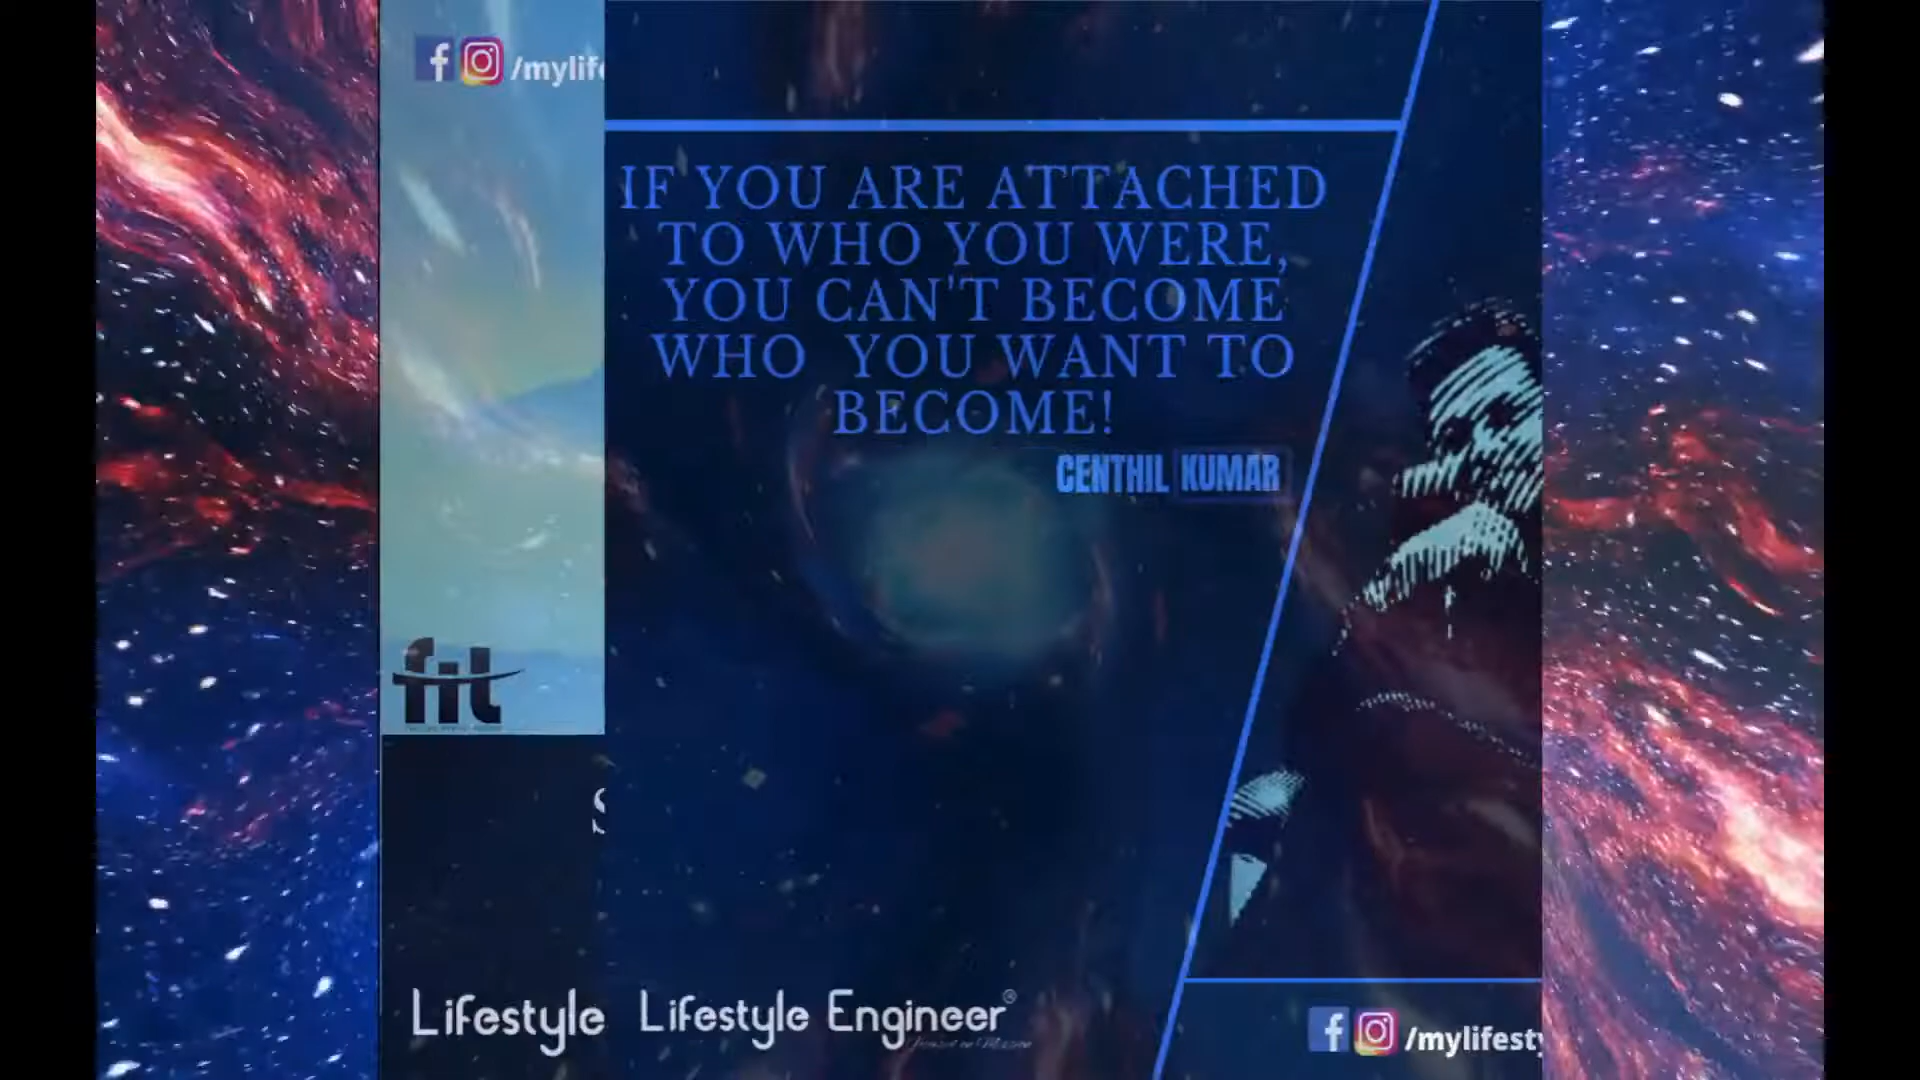 /mylife
IF YOU ARE ATTACHED
TO WHO YOU WERE,
YOU CAN'T BECOME
WHO YOU WANT TO
BECOME!
CENTHIL KUMAR
fit
S
Lifestyle
Lifestyle Engineer®
/mylifesty